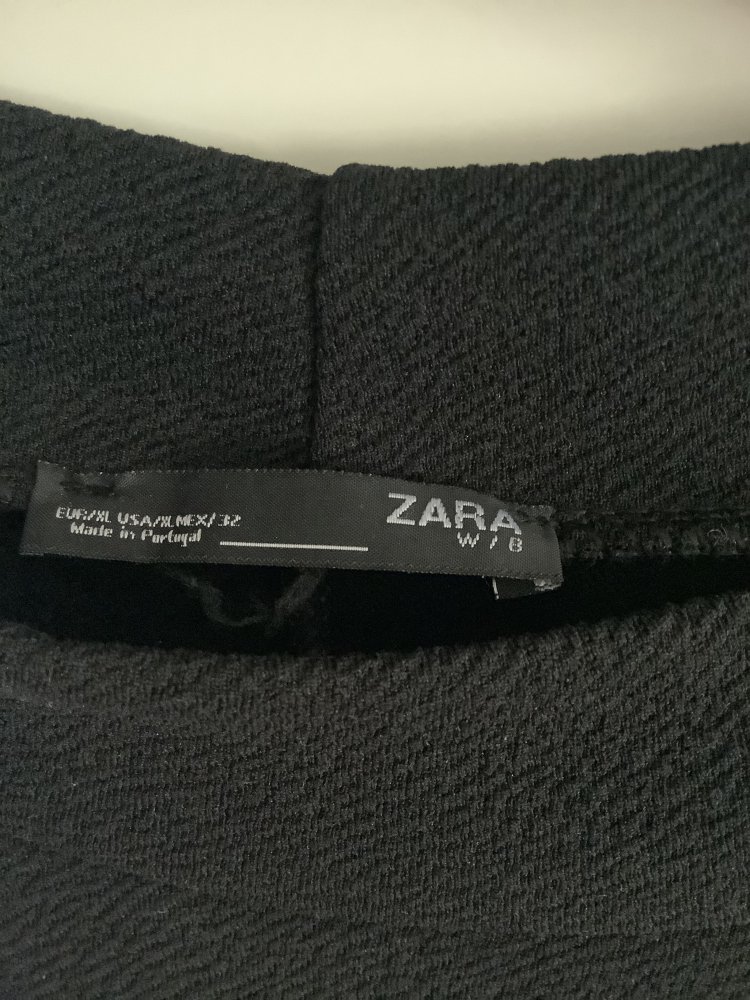 EUR/XL USA/XL MEX/32
Made in Portugal
ZARA
W / B